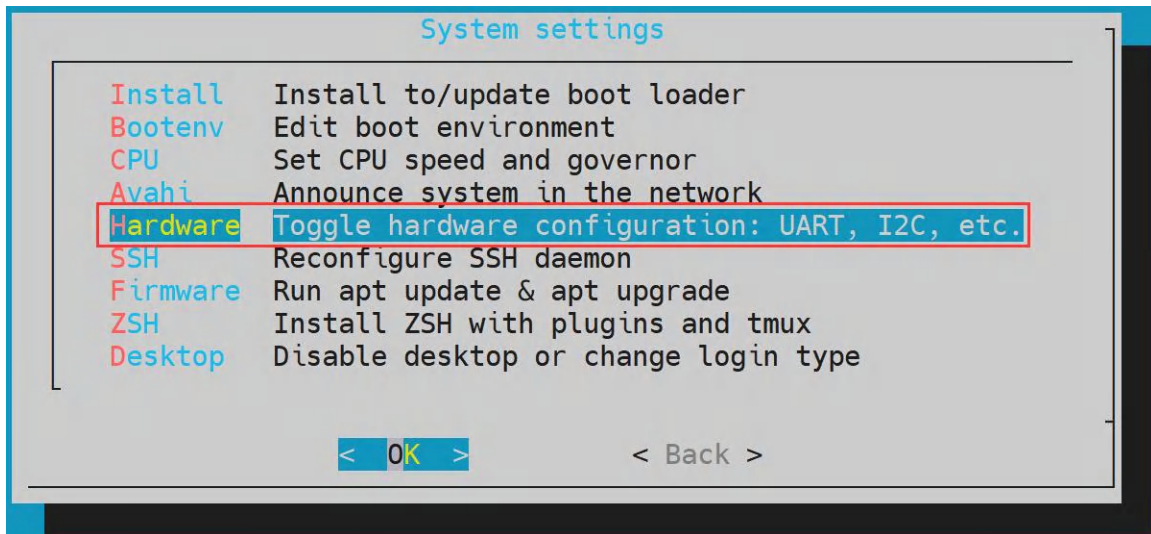 System settings
Install Install to/update boot loader
Bootenv Edit boot environment
CPU Set CPU speed and governor
Avahi Announce system in the network
Hardware Toggle hardware configuration: UART, I2C, etc.
SSH Reconfigure SSH daemon
Firmware Run apt update & apt upgrade
ZSH Install ZSH with plugins and tmux
Desktop Disable desktop or change login type
< OK > < Back >